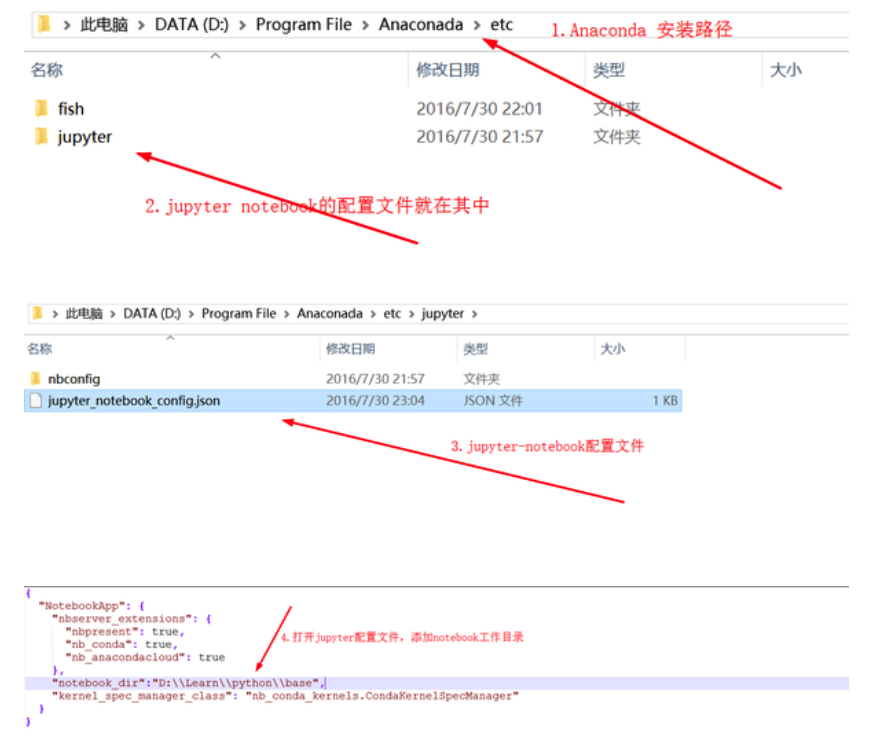 › 此电脑 › DATA (D:) › Program File › Anaconada › etc
1.Anaconda 安装路径
名称 修改日期 类型 大小
fish 2016/7/30 22:01 文件夹
jupyter 2016/7/30 21:57 文件夹
2.jupyter notebook的配置文件就在其中
› 此电脑 › DATA (D:) › Program File › Anaconada › etc › jupyter ›
名称 修改日期 类型 大小
nbconfig 2016/7/30 21:57 文件夹
jupyter_notebook_config.json 2016/7/30 23:04 JSON 文件 1 KB
3.jupyter-notebook配置文件
{
"NotebookApp": {
"nbserver_extensions": {
"nbpresent": true,
"nb_conda": true,
"nb_anacondacloud": true
},
4.打开jupyter配置文件，添加notebook工作目录
"notebook_dir":"D:\\Learn\\python\\base",
"kernel_spec_manager_class": "nb_conda_kernels.CondaKernelSpecManager"
}
}